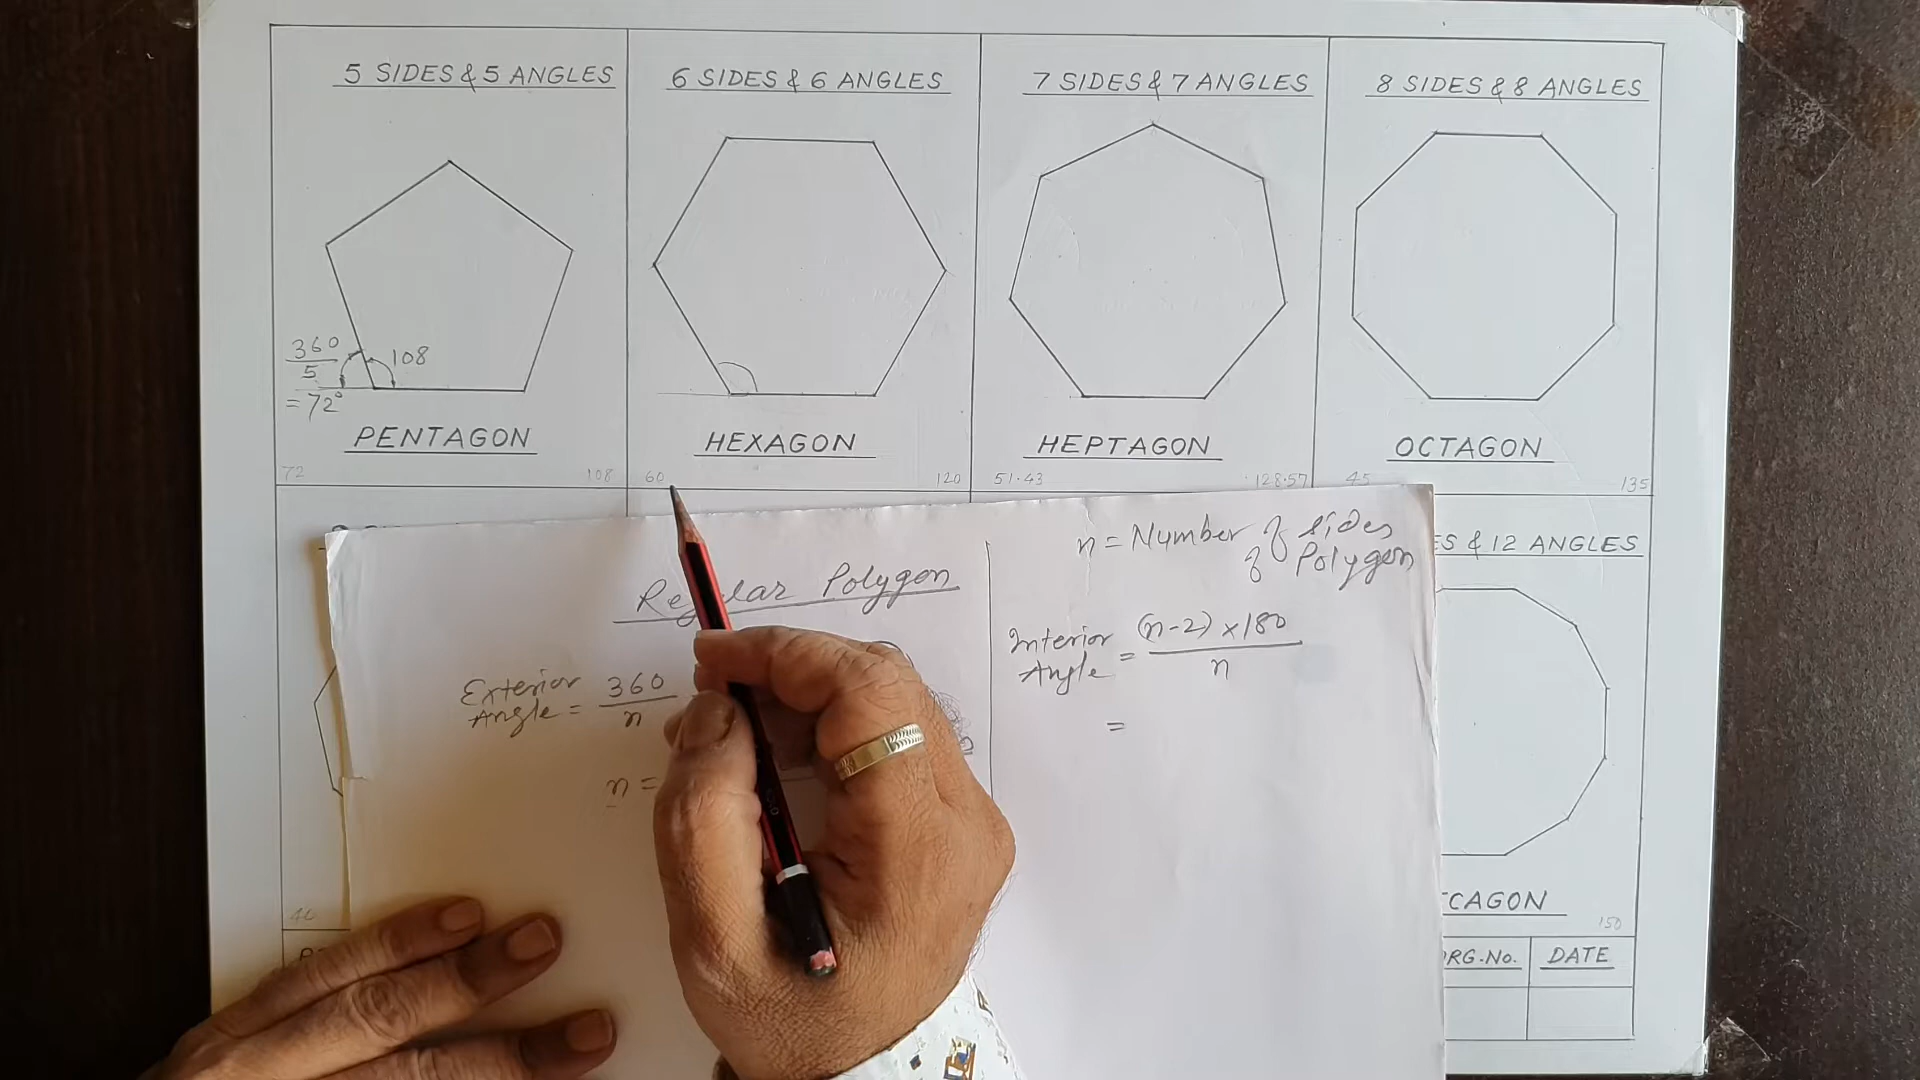 5 SIDES & 5 ANGLES
6 SIDES & 6 ANGLES
7 SIDES & 7 ANGLES
8 SIDES & 8 ANGLES
360
5
= 72°
108
PENTAGON
HEXAGON
HEPTAGON
OCTAGON
72
108
60
120
51.43
128.57
45
135
n = Number of sides
of Polygon
ES & 12 ANGLES
Regular Polygon
Exterior
Angle = 360
n
n =
Interior
Angle = (n-2) × 180
n
=
CAGON
40
150
RG. No.
DATE